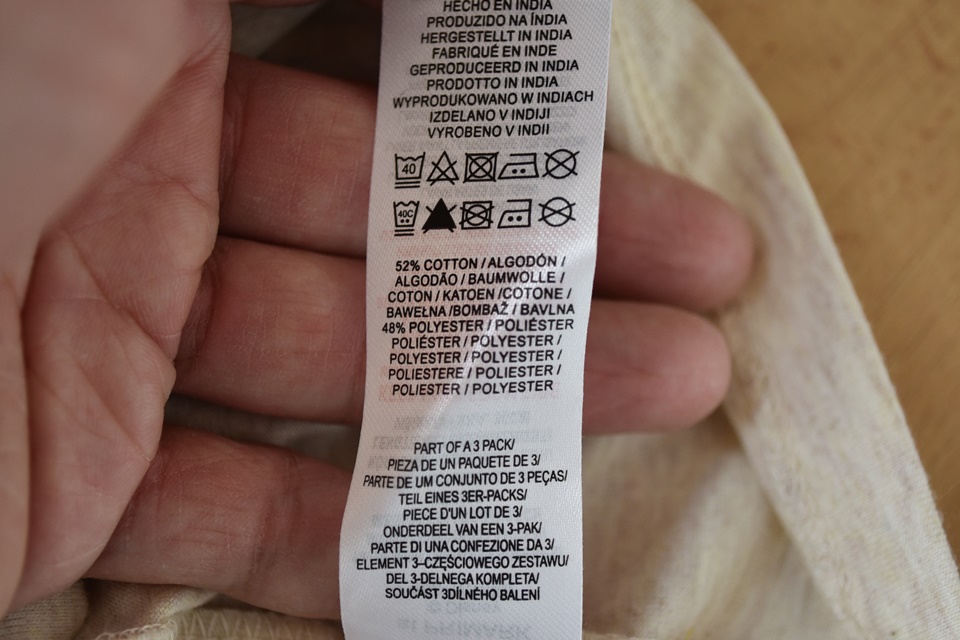 HECHO EN INDIA
PRODUZIDO NA ÍNDIA
HERGESTELLT IN INDIA
FABRIQUÉ EN INDE
GEPRODUCEERD IN INDIA
PRODOTTO IN INDIA
WYPRODUKOWANO W INDIACH
IZDELANO V INDIJI
VYROBENO V INDII
40
40C
52% COTTON / ALGODÓN /
ALGODÃO / BAUMWOLLE /
COTON / KATOEN /COTONE /
BAWEŁNA /BOMBAŽ / BAVLNA
48% POLYESTER / POLIÉSTER
POLIÉSTER / POLYESTER /
POLYESTER / POLYESTER /
POLIESTERE / POLIESTER /
POLIESTER / POLYESTER
PART OF A 3 PACK/
PIEZA DE UN PAQUETE DE 3/
PARTE DE UM CONJUNTO DE 3 PEÇAS/
TEIL EINES 3ER-PACKS/
PIECE D'UN LOT DE 3/
ONDERDEEL VAN EEN 3-PAK/
PARTE DI UNA CONFEZIONE DA 3/
ELEMENT 3–CZĘŚCIOWEGO ZESTAWU/
DEL 3-DELNEGA KOMPLETA/
SOUČÁST 3DÍLNÉHO BALENÍ